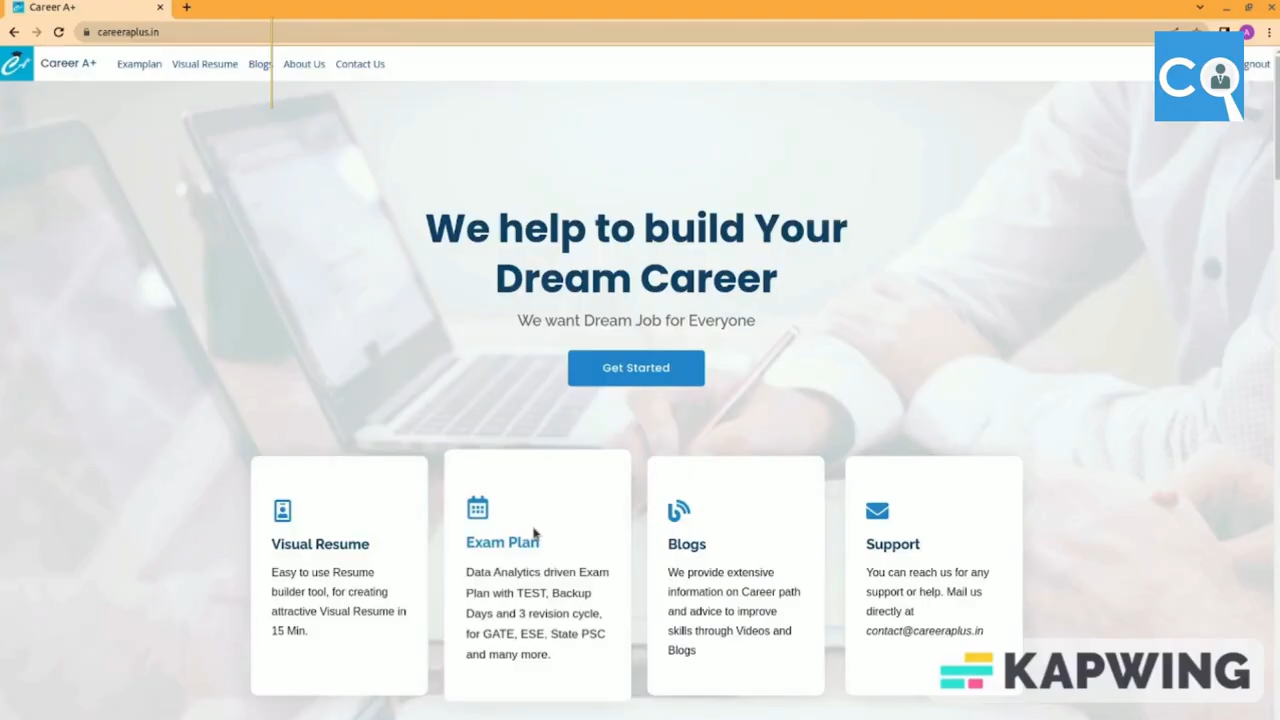 Career A+
careeraplus.in
A
Career A+ Examplan Visual Resume Blogs About Us Contact Us
We help to build Your
Dream Career
We want Dream Job for Everyone
Get Started
Visual Resume
Easy to use Resume
builder tool, for creating
attractive Visual Resume in
15 Min.
Exam Plan
Data Analytics driven Exam
Plan with TEST, Backup
Days and 3 revision cycle,
for GATE, ESE, State PSC
and many more.
Blogs
We provide extensive
information on Career path
and advice to improve
skills through Videos and
Blogs
Support
You can reach us for any
support or help. Mail us
directly at
contact@careeraplus.in
KAPWING